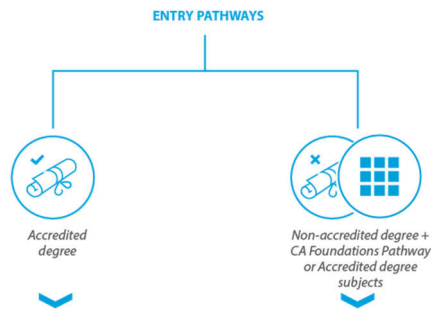 ENTRY PATHWAYS
Accredited
degree
Non-accredited degree +
CA Foundations Pathway
or Accredited degree
subjects